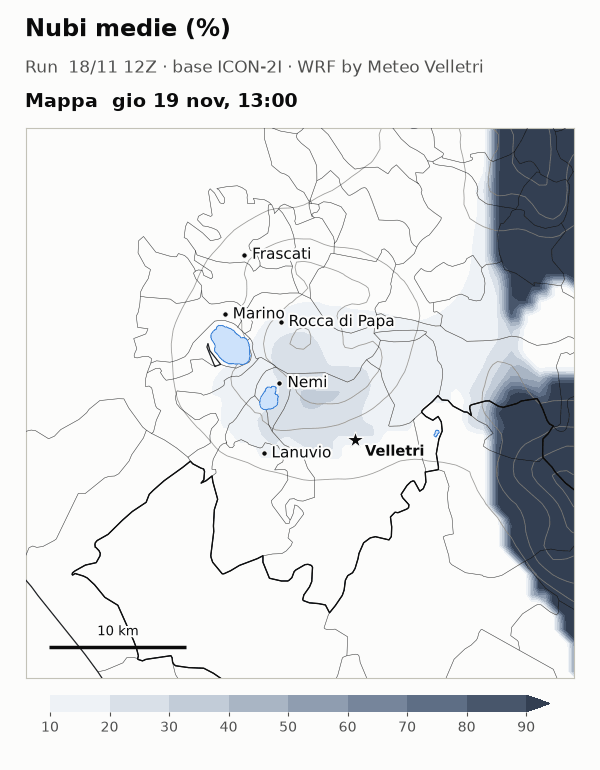 Nubi medie (%)
Run  18/11 12Z · base ICON-2I · WRF by Meteo Velletri
Mappa  gio 19 nov, 13:00
Frascati
Marino
Rocca di Papa
Nemi
Velletri
Lanuvio
10 km
10 20 30 40 50 60 70 80 90